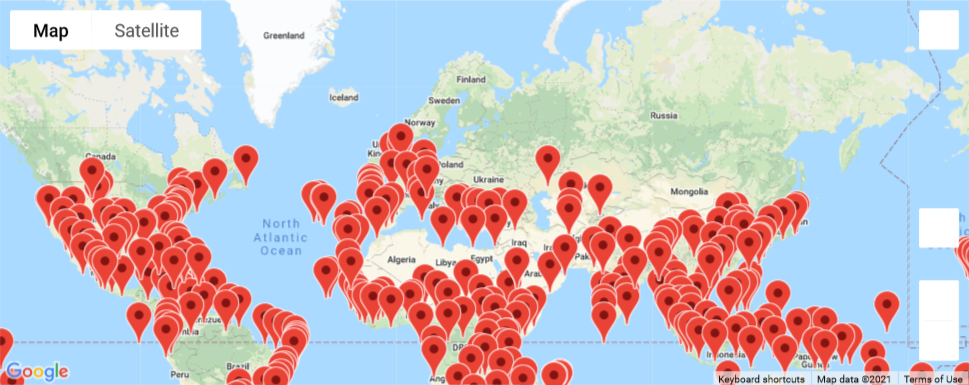 Map
Satellite
Greenland
Iceland
Finland
Sweden
Norway
Russia
Canada
Poland
Ukraine
Mongolia
North
Atlantic
Ocean
Iraq
Algeria
Libya
Egypt
Peru
Brazil
Google
Keyboard shortcuts
Map data ©2021
Terms of Use